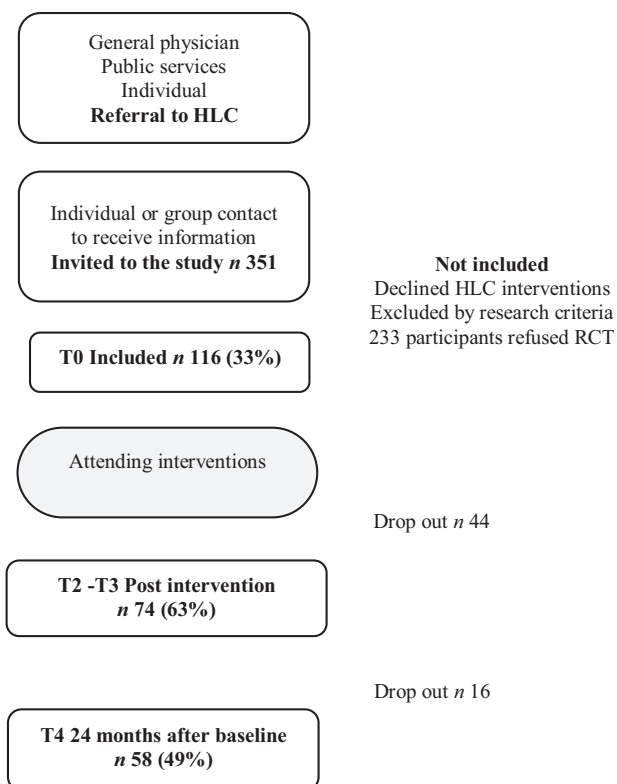 General physician
Public services
Individual
Referral to HLC
Individual or group contact
to receive information
Invited to the study n 351
Not included
Declined HLC interventions
Excluded by research criteria
233 participants refused RCT
T0 Included n 116 (33%)
Attending interventions
Drop out n 44
T2 -T3 Post intervention
n 74 (63%)
Drop out n 16
T4 24 months after baseline
n 58 (49%)